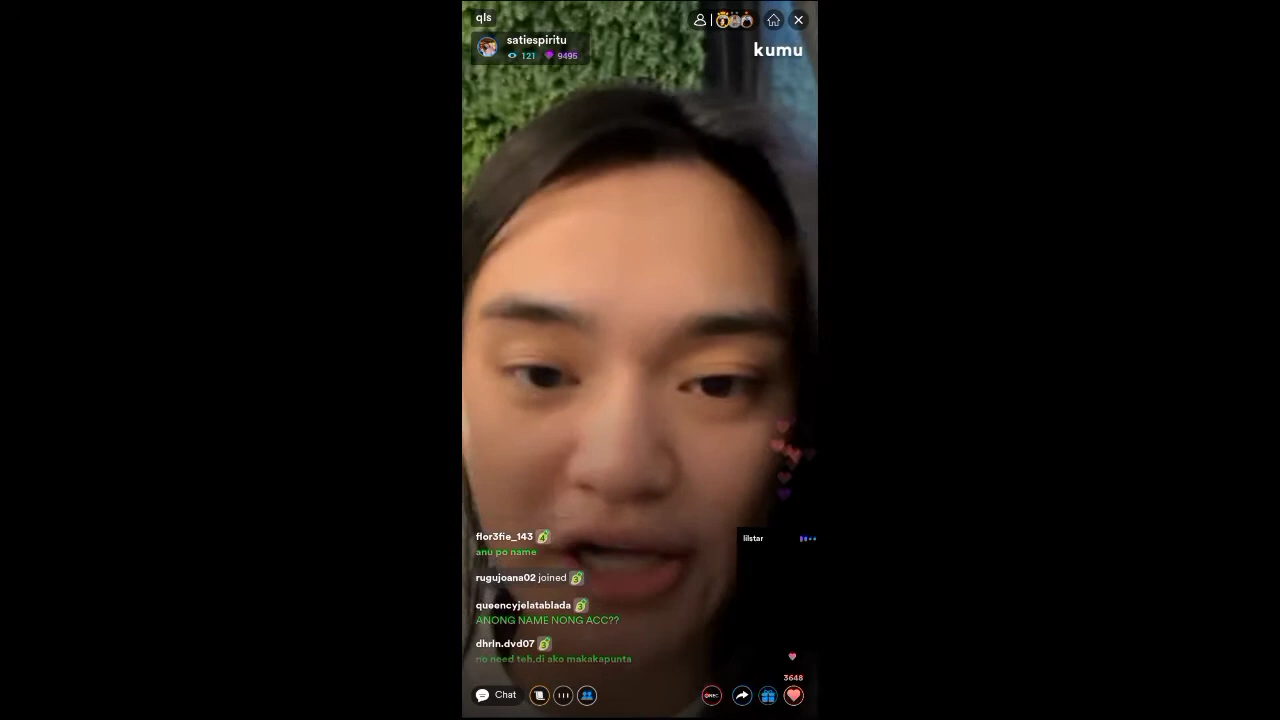 qls
satiespiritu
121 9495
kumu
flor3fie_143
anu po name
lilstar
rugujoana02 joined
queencyjelatablada
ANONG NAME NONG ACC??
dhrln.dvd07
no need teh,di ako makakapunta
3648
Chat
REC